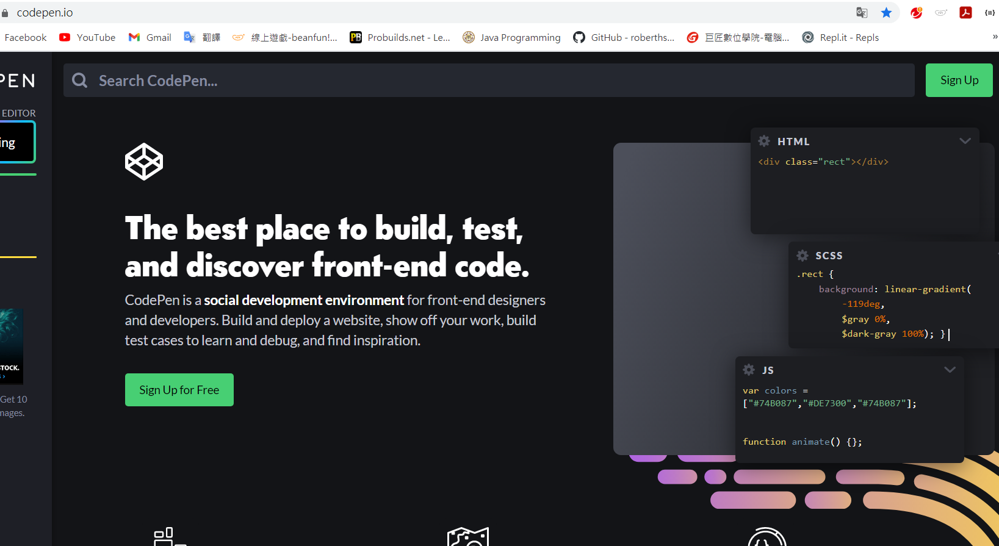 codepen.io
Facebook YouTube Gmail 翻譯 線上遊戲-beanfun!... Probuilds.net - Le... Java Programming GitHub - roberths... 巨匠數位學院-電腦... Repl.it - Repls »
PEN
Search CodePen...
Sign Up
EDITOR
ing
HTML
<div class="rect"></div>
The best place to build, test,
and discover front-end code.
CodePen is a social development environment for front-end designers
and developers. Build and deploy a website, show off your work, build
test cases to learn and debug, and find inspiration.
Sign Up for Free
SCSS
.rect {
background: linear-gradient(
-119deg,
$gray 0%,
$dark-gray 100%); }
JS
var colors =
["#74B087","#DE7300","#74B087"];
function animate() {};
TOCK.
Get 10
mages.